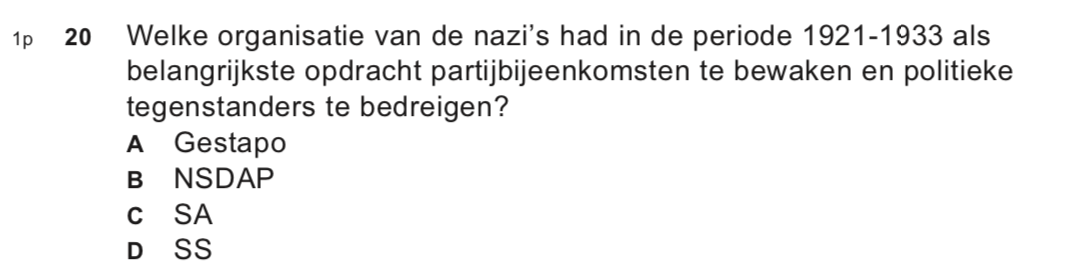 1p 20 Welke organisatie van de nazi’s had in de periode 1921-1933 als
belangrijkste opdracht partijbijeenkomsten te bewaken en politieke
tegenstanders te bedreigen?
A Gestapo
B NSDAP
C SA
D SS